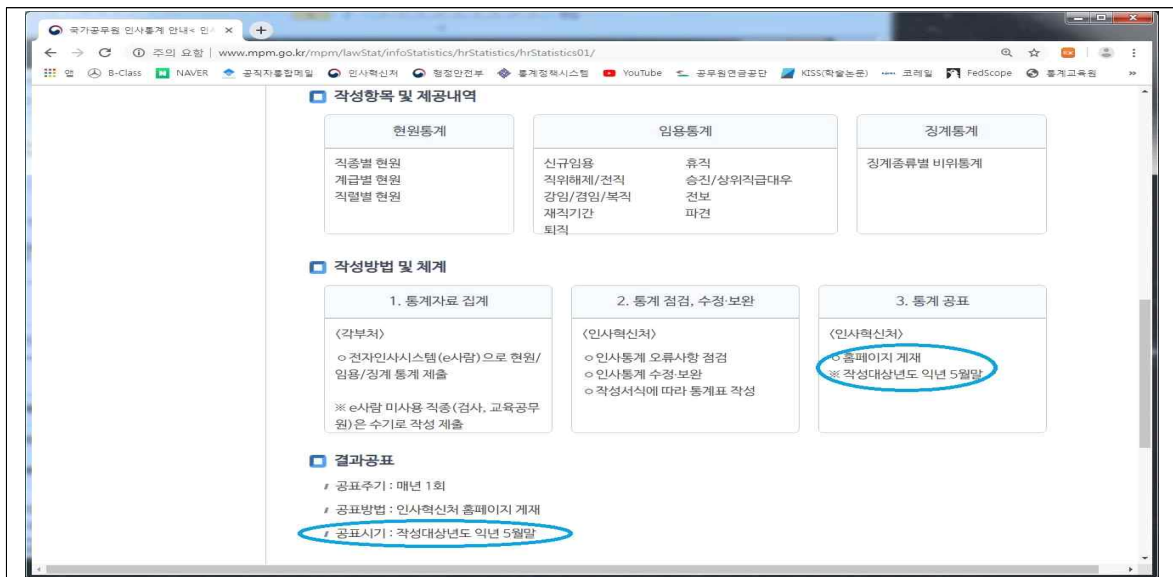 국가공무원 인사통계 안내< 인사
주의 요함 | www.mpm.go.kr/mpm/lawStat/infoStatistics/hrStatistics/hrStatistics01/
앱 B-Class NAVER 공직자통합메일 인사혁신처 행정안전부 통계정책시스템 YouTube 공무원연금공단 KISS(학술논문) 코레일 FedScope 통계교육원 »
작성항목 및 제공내역
현원통계 임용통계 징계통계
직종별 현원
계급별 현원
직렬별 현원
신규임용 휴직
직위해제/전직 승진/상위직급대우
강임/겸임/복직 전보
재직기간 파견
퇴직
징계종류별 비위통계
작성방법 및 체계
1. 통계자료 집계
〈각부처〉
ㅇ전자인사시스템(e사람)으로 현원/
임용/징계 통계 제출
※ e사람 미사용 직종(검사, 교육공무
원)은 수기로 작성 제출
2. 통계 점검, 수정·보완
〈인사혁신처〉
ㅇ인사통계 오류사항 점검
ㅇ인사통계 수정·보완
ㅇ작성서식에 따라 통계표 작성
3. 통계 공표
〈인사혁신처〉
ㅇ홈페이지 게재
※ 작성대상년도 익년 5월말
결과공표
공표주기 : 매년 1회
공표방법 : 인사혁신처 홈페이지 게재
공표시기 : 작성대상년도 익년 5월말